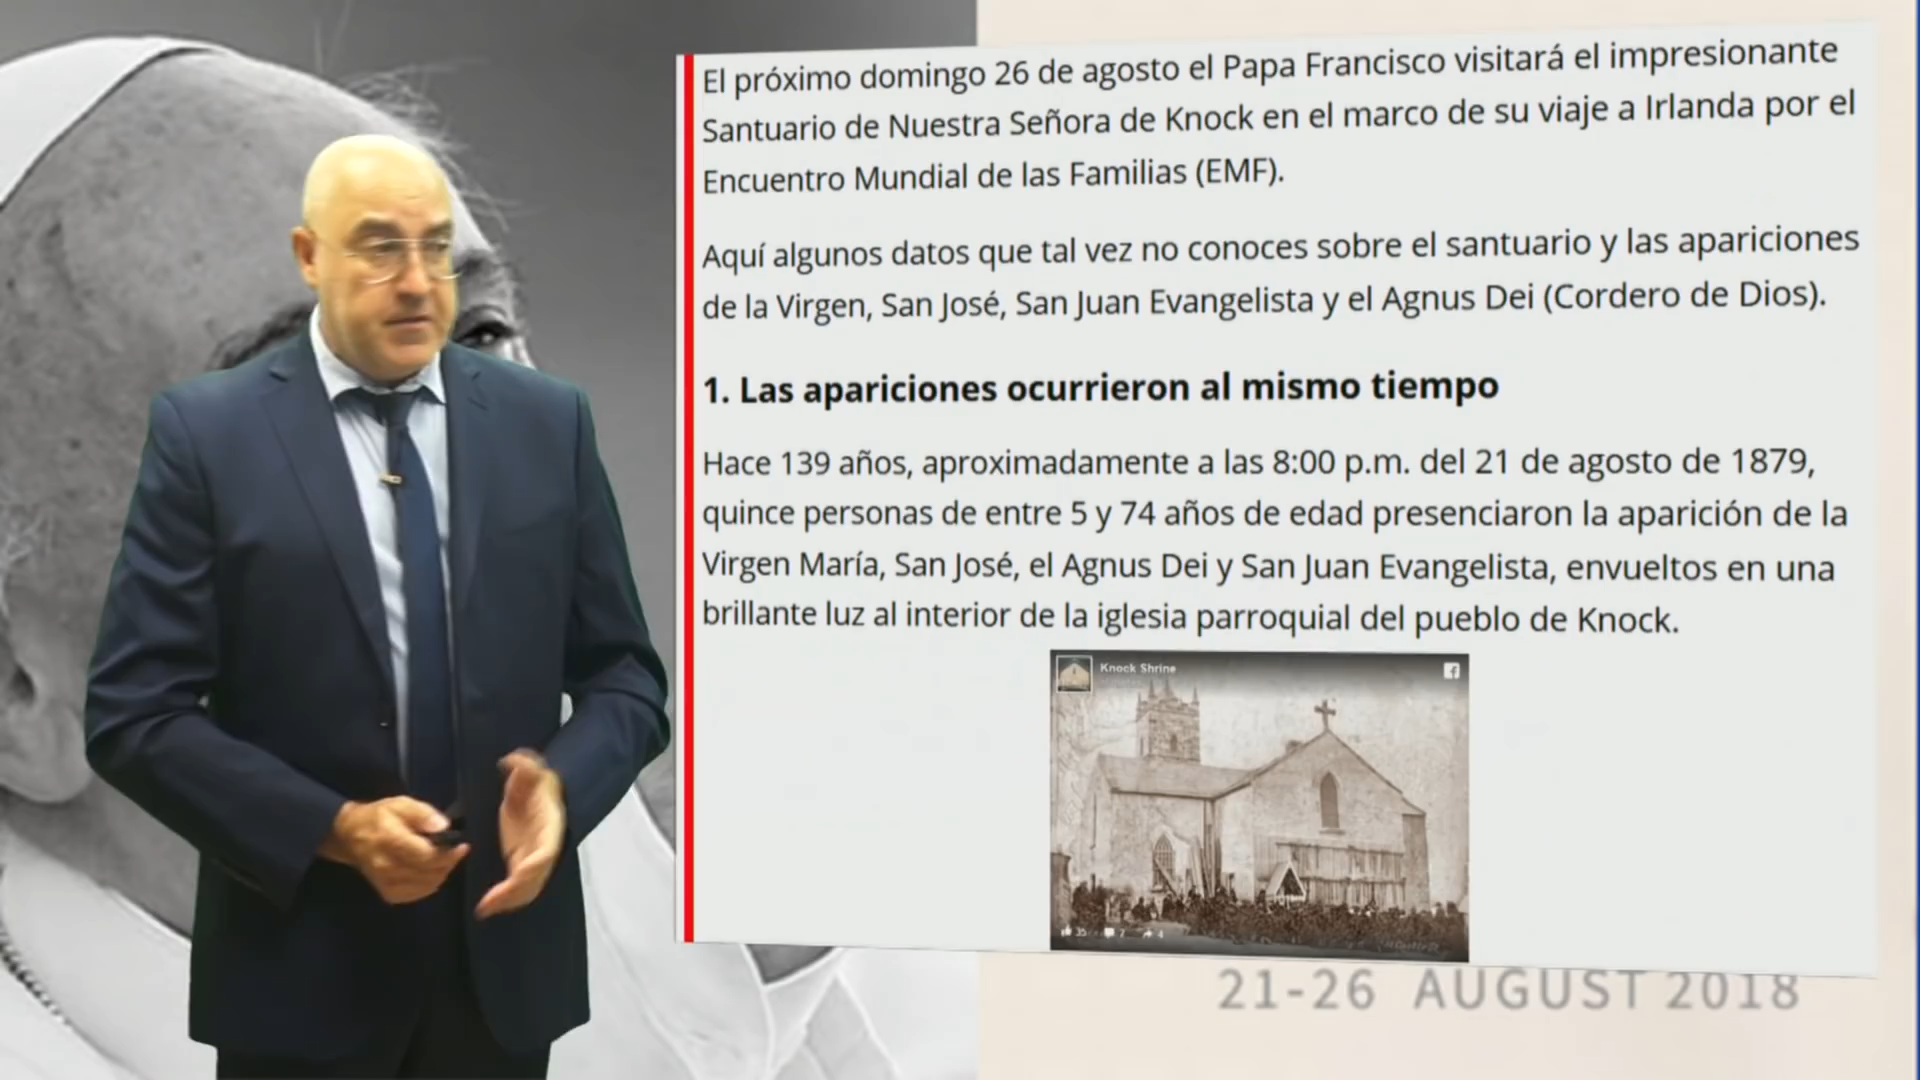 El próximo domingo 26 de agosto el Papa Francisco visitará el impresionante
Santuario de Nuestra Señora de Knock en el marco de su viaje a Irlanda por el
Encuentro Mundial de las Familias (EMF).
Aquí algunos datos que tal vez no conoces sobre el santuario y las apariciones
de la Virgen, San José, San Juan Evangelista y el Agnus Dei (Cordero de Dios).
1. Las apariciones ocurrieron al mismo tiempo
Hace 139 años, aproximadamente a las 8:00 p.m. del 21 de agosto de 1879,
quince personas de entre 5 y 74 años de edad presenciaron la aparición de la
Virgen María, San José, el Agnus Dei y San Juan Evangelista, envueltos en una
brillante luz al interior de la iglesia parroquial del pueblo de Knock.
Knock Shrine
35 7 4
21-26 AUGUST 2018